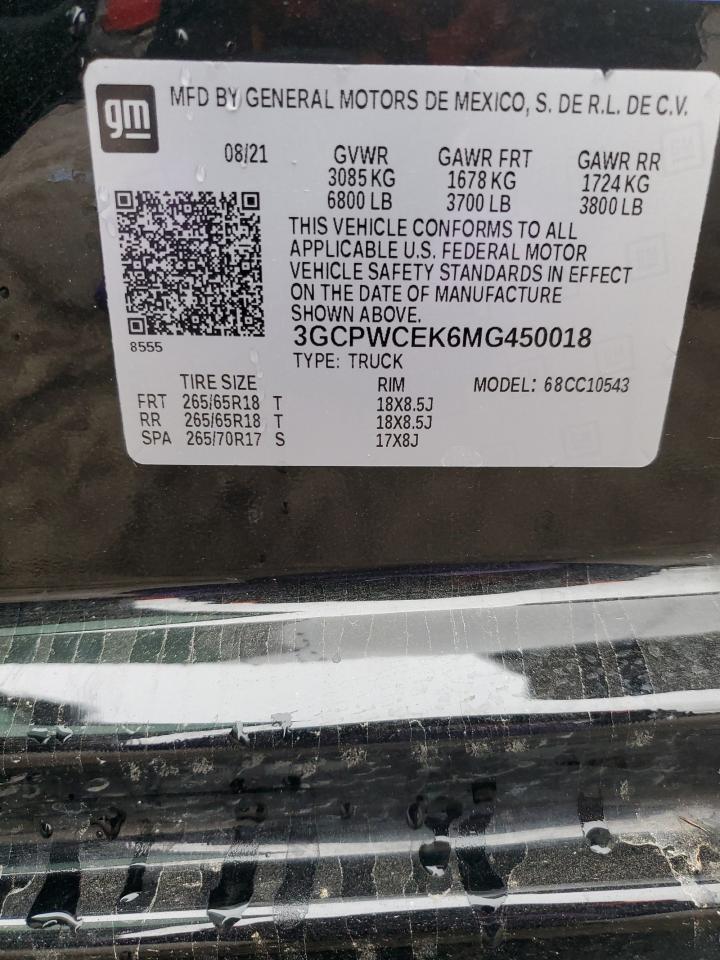 gm MFD BY GENERAL MOTORS DE MEXICO, S. DE R.L. DE C.V.
08/21 GVWR GAWR FRT GAWR RR
3085 KG 1678 KG 1724 KG
6800 LB 3700 LB 3800 LB
THIS VEHICLE CONFORMS TO ALL
APPLICABLE U.S. FEDERAL MOTOR
VEHICLE SAFETY STANDARDS IN EFFECT
ON THE DATE OF MANUFACTURE
SHOWN ABOVE.
3GCPWCEK6MG450018
8555
TYPE: TRUCK
TIRE SIZE RIM MODEL: 68CC10543
FRT 265/65R18 T 18X8.5J
RR 265/65R18 T 18X8.5J
SPA 265/70R17 S 17X8J